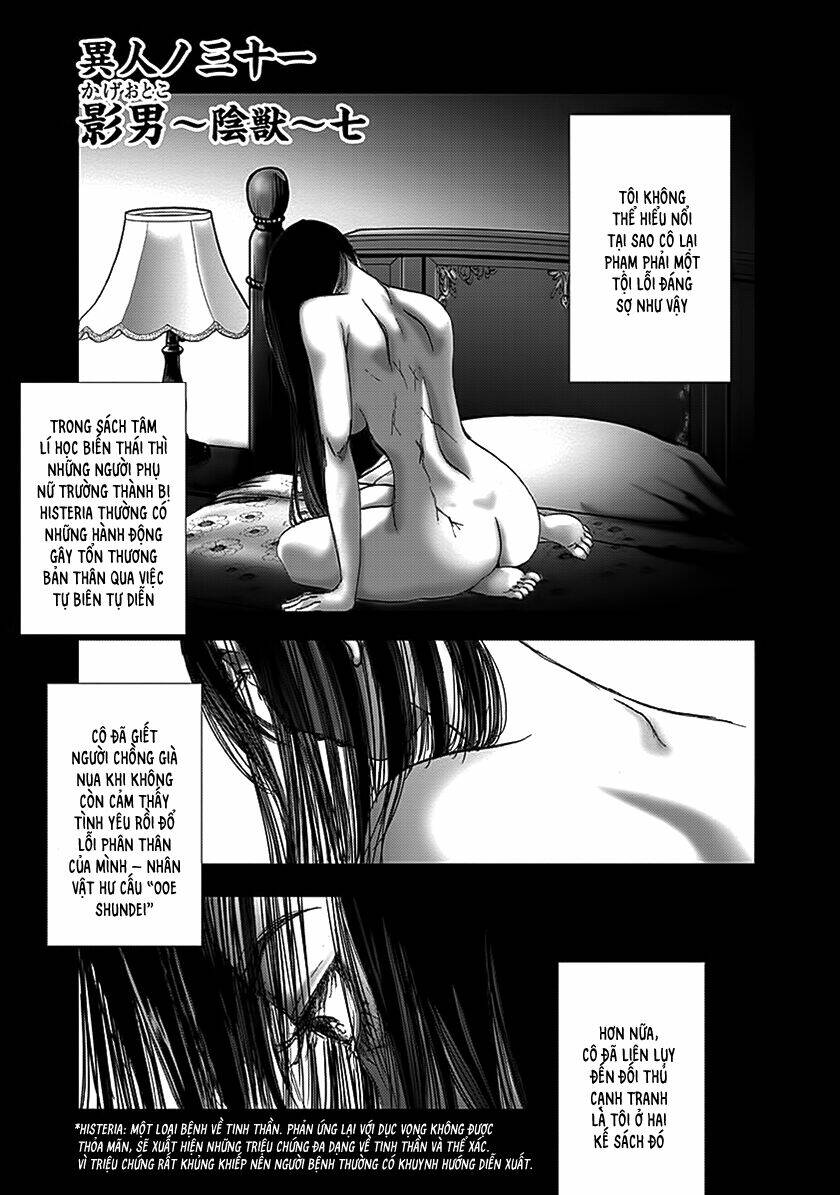 異人ノ三十一
かげおとこ
影男～陰獣～七
TÔI KHÔNG
THỂ HIỂU NỔI
TẠI SAO CÔ LẠI
PHẠM PHẢI MỘT
TỘI LỖI ĐÁNG
SỢ NHƯ VẬY
TRONG SÁCH TÂM
LÍ HỌC BIẾN THÁI THÌ
NHỮNG NGƯỜI PHỤ
NỮ TRƯỞNG THÀNH BỊ
HISTERIA THƯỜNG CÓ
NHỮNG HÀNH ĐỘNG
GÂY TỔN THƯƠNG
BẢN THÂN QUA VIỆC
TỰ BIÊN TỰ DIỄN
CÔ ĐÃ GIẾT
NGƯỜI CHỒNG GIÀ
NUA KHI KHÔNG
CÒN CẢM THẤY
TÌNH YÊU RỒI ĐỔ
LỖI PHÂN THÂN
CỦA MÌNH – NHÂN
VẬT HƯ CẤU "OOE
SHUNDEI"
HƠN NỮA,
CÔ ĐÃ LIÊN LỤY
ĐẾN ĐỐI THỦ
CẠNH TRANH
LÀ TÔI Ở HAI
KẾ SÁCH ĐÓ
*HISTERIA: MỘT LOẠI BỆNH VỀ TINH THẦN. PHẢN ỨNG LẠI VỚI DỤC VỌNG KHÔNG ĐƯỢC
THỎA MÃN, SẼ XUẤT HIỆN NHỮNG TRIỆU CHỨNG ĐA DẠNG VỀ TINH THẦN VÀ THỂ XÁC.
VÌ TRIỆU CHỨNG RẤT KHỦNG KHIẾP NÊN NGƯỜI BỆNH THƯỜNG CÓ KHUYNH HƯỚNG DIỄN XUẤT.